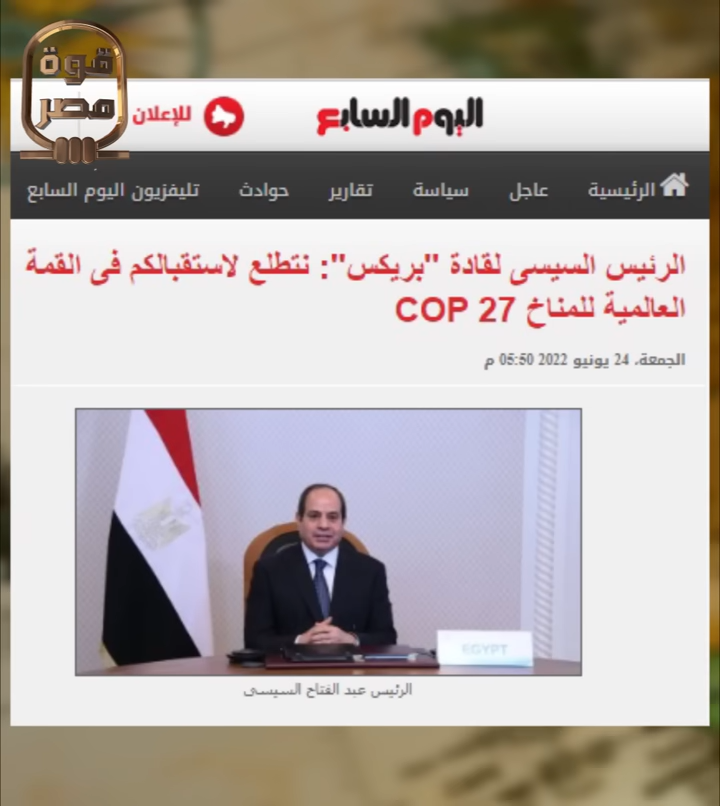 قوة
مصر
اليوم السابع
للإعلان
الرئيسية عاجل سياسة تقارير حوادث تليفزيون اليوم السابع
الرئيس السيسى لقادة "بريكس": نتطلع لاستقبالكم فى القمة
العالمية للمناخ COP 27
الجمعة، 24 يونيو 2022 05:50 م
EGYPT
الرئيس عبد الفتاح السيسى